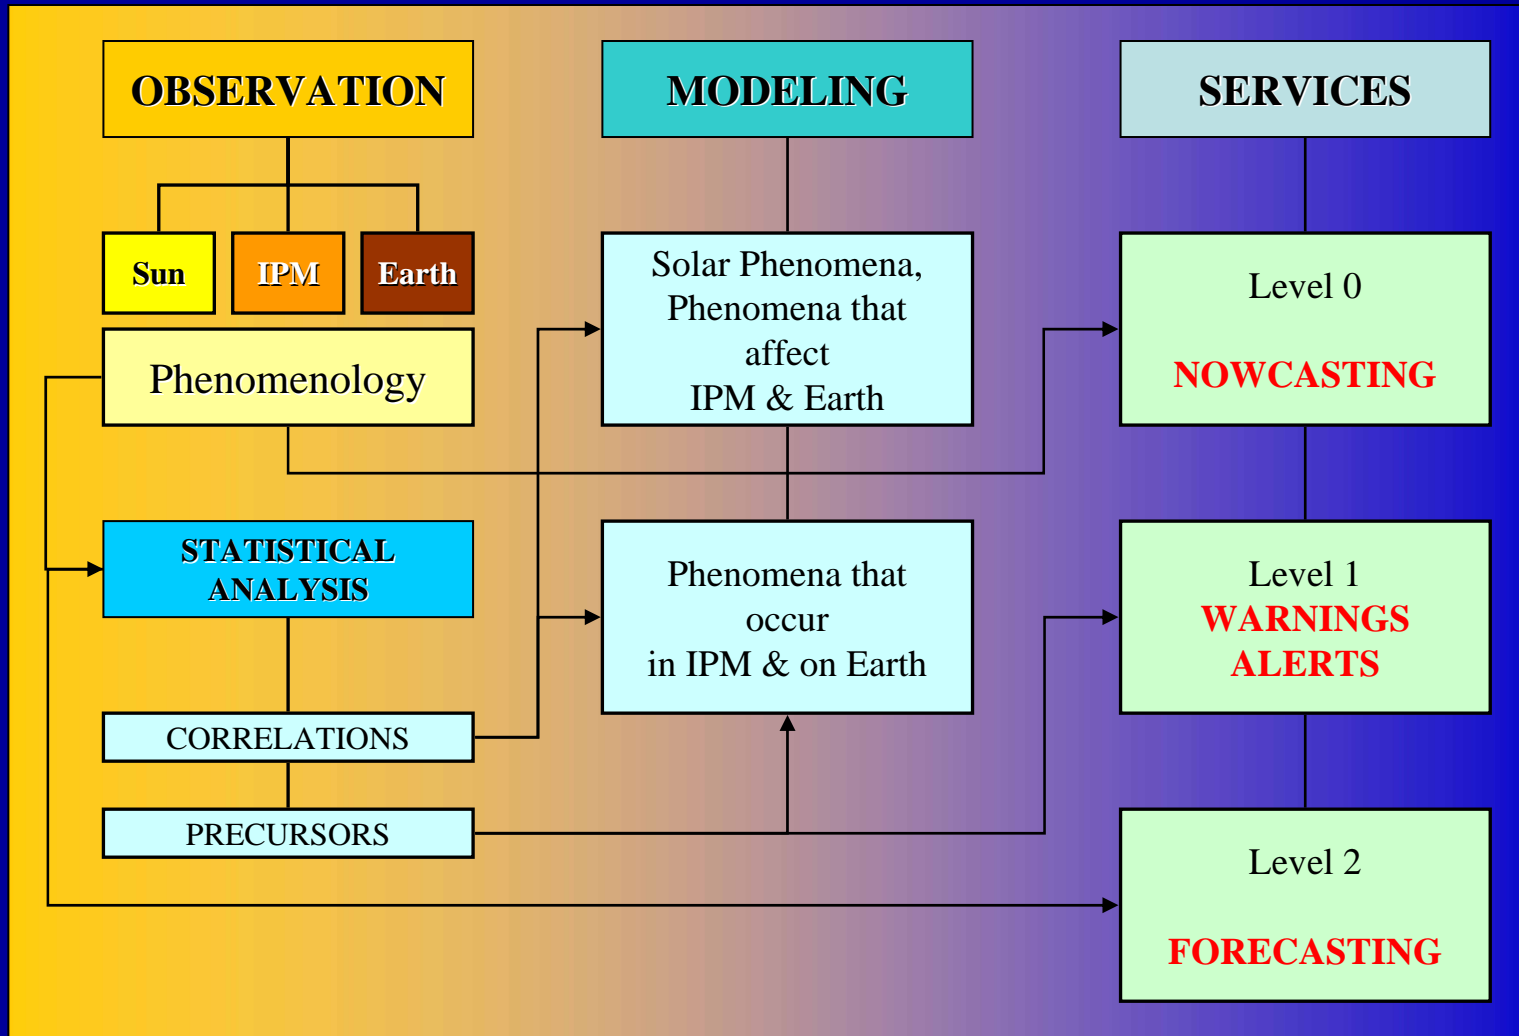 OBSERVATION
MODELING
SERVICES
Sun
IPM
Earth
Phenomenology
STATISTICAL
ANALYSIS
CORRELATIONS
PRECURSORS
Solar Phenomena,
Phenomena that
affect
IPM & Earth
Phenomena that
occur
in IPM & on Earth
Level 0
NOWCASTING
Level 1
WARNINGS
ALERTS
Level 2
FORECASTING